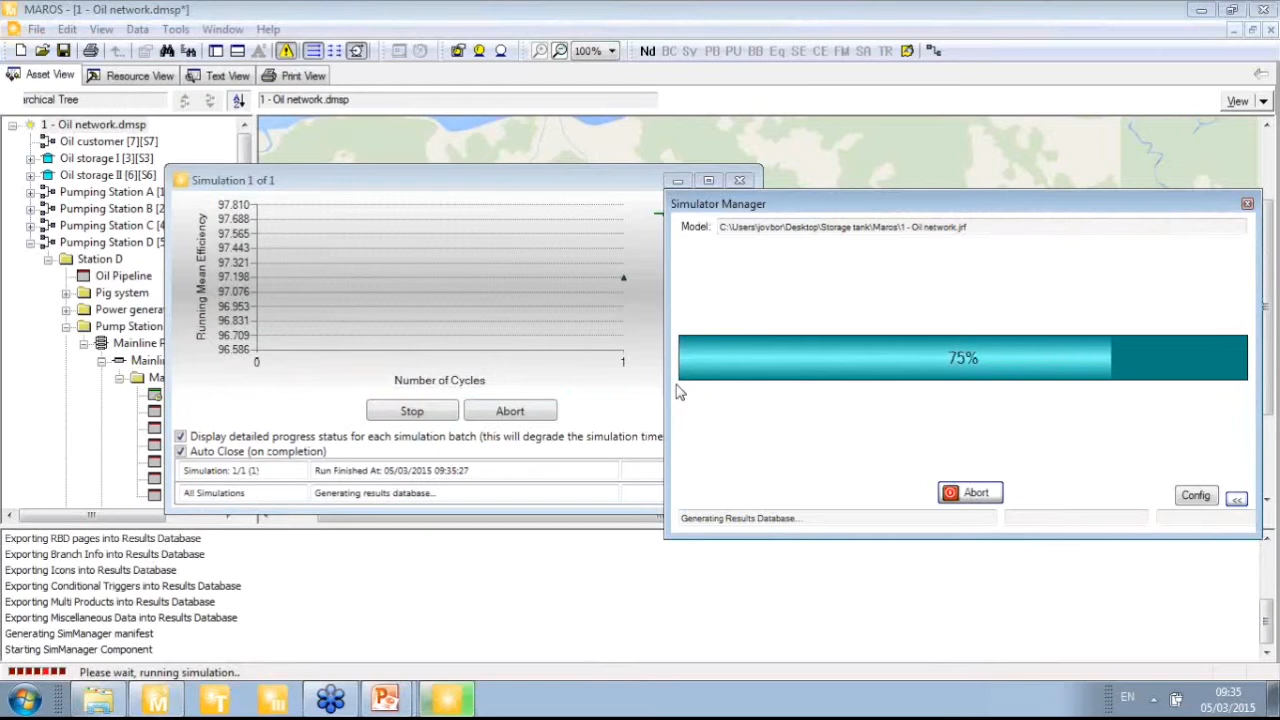 MAROS - [1 - Oil network.dmsp*]
File Edit View Data Tools Window Help
100% Nd BC Sv PB PU BB Eq SE CE
Asset View Resource View Text View Print View
archical Tree 1 - Oil network.dmsp View
1 - Oil network.dmsp
Oil customer [7][S7]
Oil storage I [3][S3]
Oil storage II [6][S6]
Pumping Station A [1
Pumping Station B [2
Pumping Station C [4
Pumping Station D [5
Station D
Oil Pipeline
Pig system
Power genera
Pump Station
Mainline P
Mainli
Ma
Simulation 1 of 1
97.810
97.688
97.565
97.443
97.321
97.198
97.076
96.953
96.831
96.709
96.586
Running Mean Efficiency
0 1
Number of Cycles
Stop Abort
Display detailed progress status for each simulation batch (this will degrade the simulation time
Auto Close (on completion)
Simulation: 1/1 (1) Run Finished At: 05/03/2015 09:35:27
All Simulations Generating results database...
Simulator Manager
Model: C:\Users\jovbor\Desktop\Storage tank\Maros\1 - Oil network.jrf
75%
Abort
Config <<
Generating Results Database...
Exporting RBD pages into Results Database
Exporting Branch Info into Results Database
Exporting Icons into Results Database
Exporting Conditional Triggers into Results Database
Exporting Multi Products into Results Database
Exporting Miscellaneous Data into Results Database
Generating SimManager manifest
Starting SimManager Component
Please wait, running simulation..
EN 09:35
05/03/2015